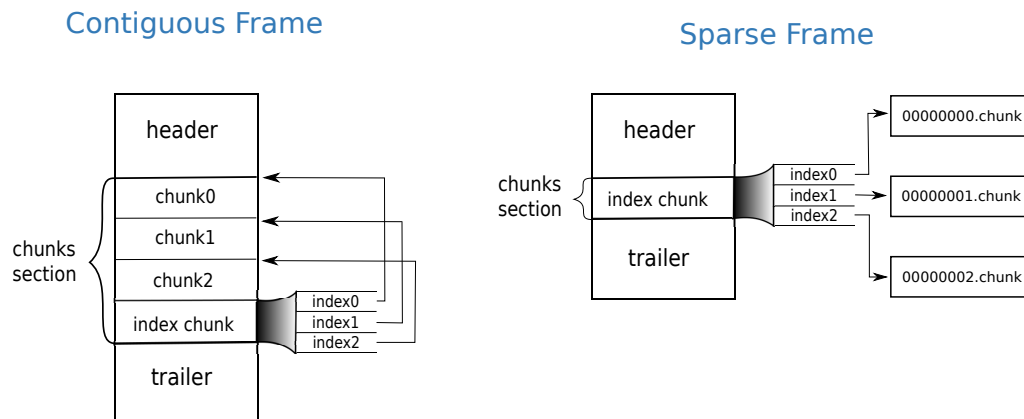 Contiguous Frame
header
chunks
section
chunk0
chunk1
chunk2
index chunk
index0
index1
index2
trailer
Sparse Frame
header
chunks
section
index chunk
index0
index1
index2
trailer
00000000.chunk
00000001.chunk
00000002.chunk